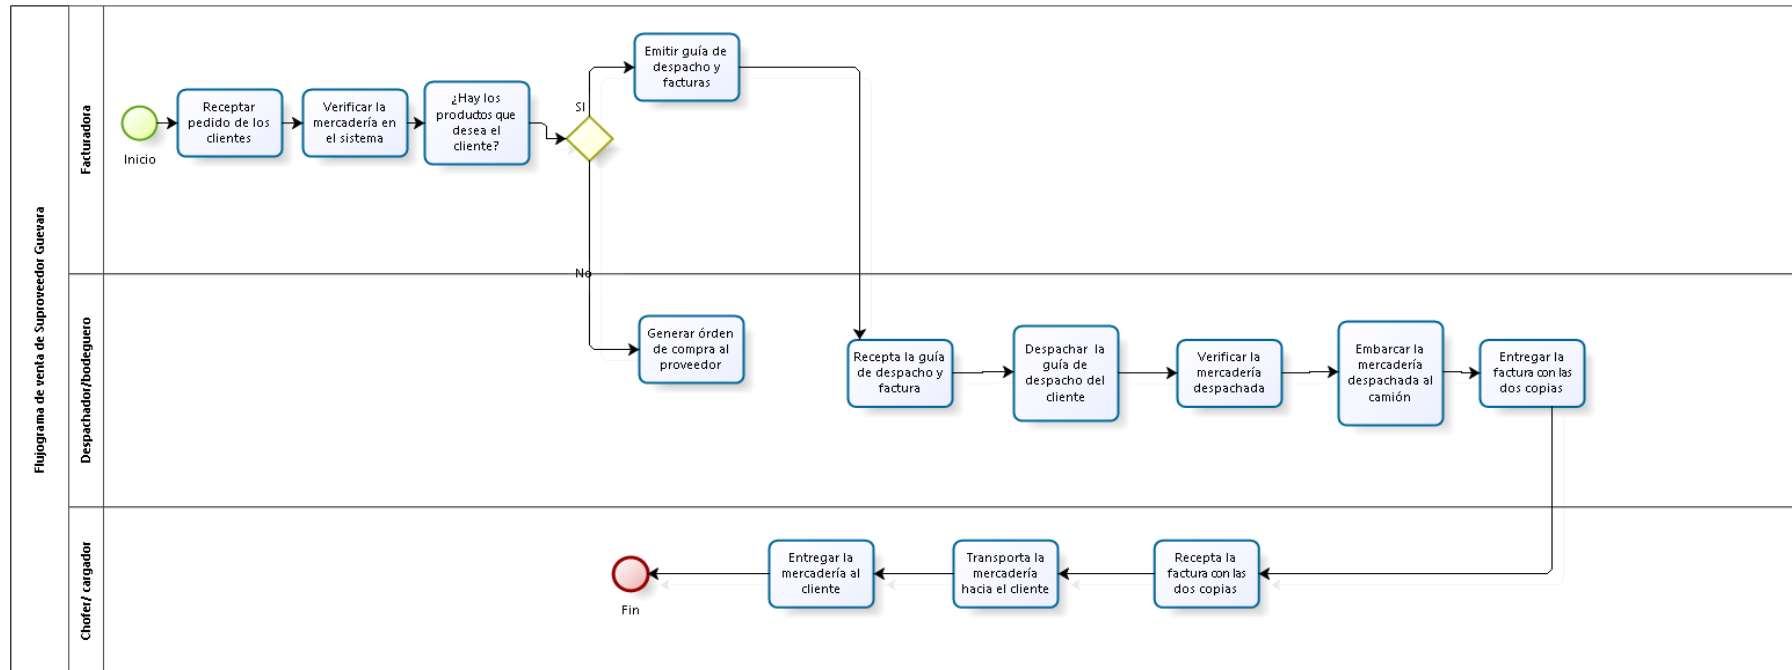 Flujograma de venta de Suproveedor Guevara
Facturadora
Inicio
Receptar
pedido de los
clientes
Verificar la
mercadería en
el sistema
¿Hay los
productos que
desea el
cliente?
SI
No
Emitir guía de
despacho y
facturas
Despachador/bodeguero
Generar órden
de compra al
proveedor
Recepta la guía
de despacho y
factura
Despachar la
guía de
despacho del
cliente
Verificar la
mercadería
despachada
Embarcar la
mercadería
despachada al
camión
Entregar la
factura con las
dos copias
Chofer/ cargador
Fin
Entregar la
mercadería al
cliente
Transporta la
mercadería
hacia el cliente
Recepta la
factura con las
dos copias